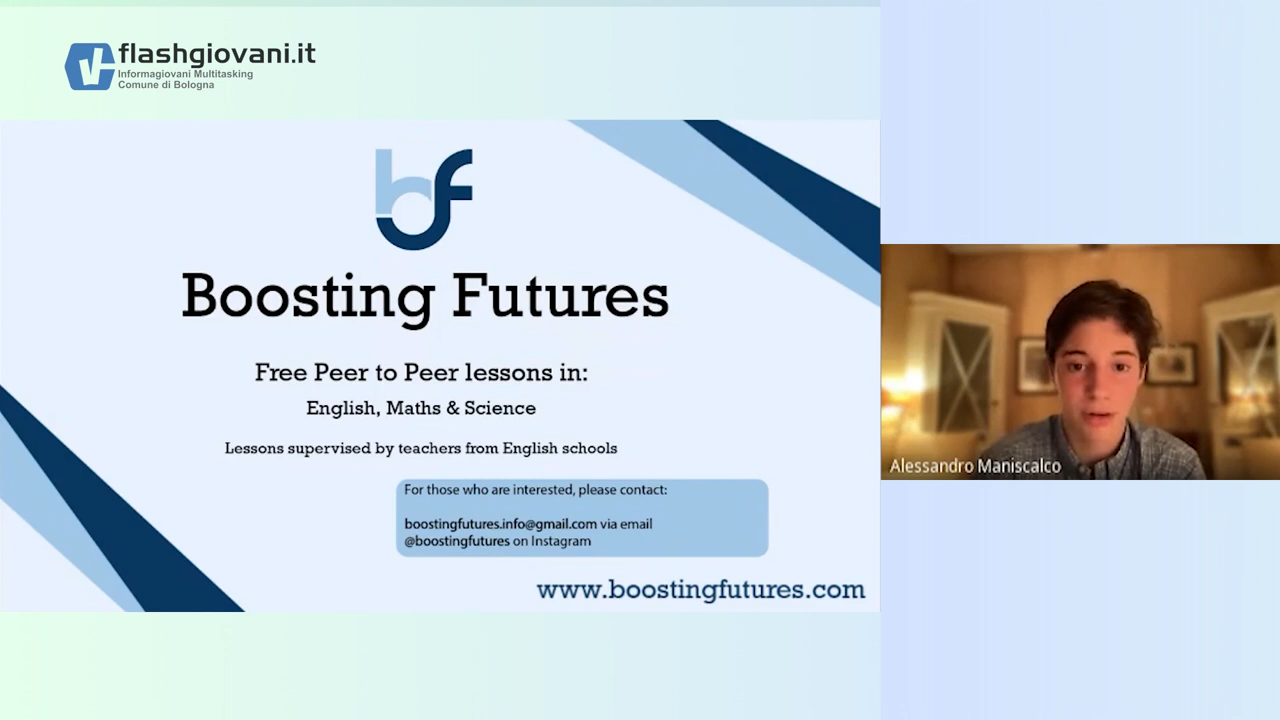 flashgiovani.it
Informagiovani Multitasking
Comune di Bologna
bf
Boosting Futures
Free Peer to Peer lessons in:
English, Maths & Science
Lessons supervised by teachers from English schools
For those who are interested, please contact:
boostingfutures.info@gmail.com via email
@boostingfutures on Instagram
www.boostingfutures.com
Alessandro Maniscalco